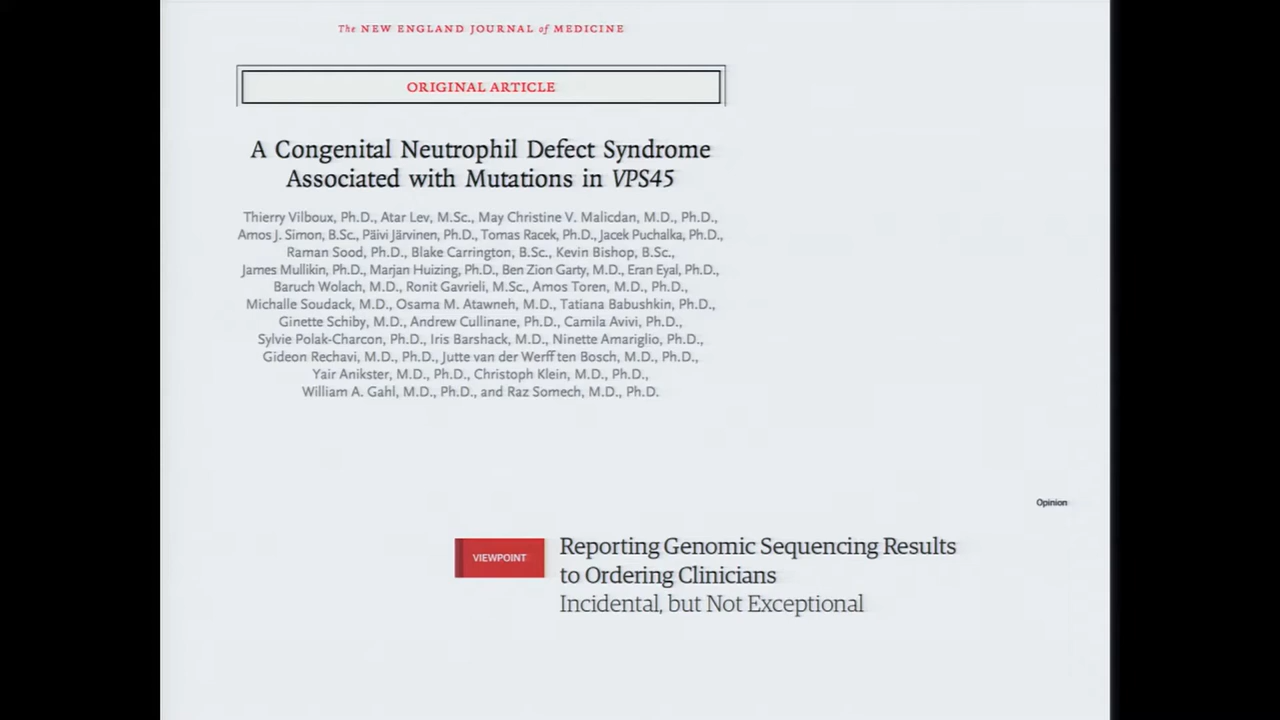 The NEW ENGLAND JOURNAL of MEDICINE
ORIGINAL ARTICLE
A Congenital Neutrophil Defect Syndrome
Associated with Mutations in VPS45
Thierry Vilboux, Ph.D., Atar Lev, M.Sc., May Christine V. Malicdan, M.D., Ph.D.,
Amos J. Simon, B.Sc., Päivi Järvinen, Ph.D., Tomas Racek, Ph.D., Jacek Puchalka, Ph.D.,
Raman Sood, Ph.D., Blake Carrington, B.Sc., Kevin Bishop, B.Sc.,
James Mullikin, Ph.D., Marjan Huizing, Ph.D., Ben Zion Garty, M.D., Eran Eyal, Ph.D.,
Baruch Wolach, M.D., Ronit Gavrieli, M.Sc., Amos Toren, M.D., Ph.D.,
Michalle Soudack, M.D., Osama M. Atawneh, M.D., Tatiana Babushkin, Ph.D.,
Ginette Schiby, M.D., Andrew Cullinane, Ph.D., Camila Avivi, Ph.D.,
Sylvie Polak-Charcon, Ph.D., Iris Barshack, M.D., Ninette Amariglio, Ph.D.,
Gideon Rechavi, M.D., Ph.D., Jutte van der Werff ten Bosch, M.D., Ph.D.,
Yair Anikster, M.D., Ph.D., Christoph Klein, M.D., Ph.D.,
William A. Gahl, M.D., Ph.D., and Raz Somech, M.D., Ph.D.
Opinion
VIEWPOINT
Reporting Genomic Sequencing Results
to Ordering Clinicians
Incidental, but Not Exceptional